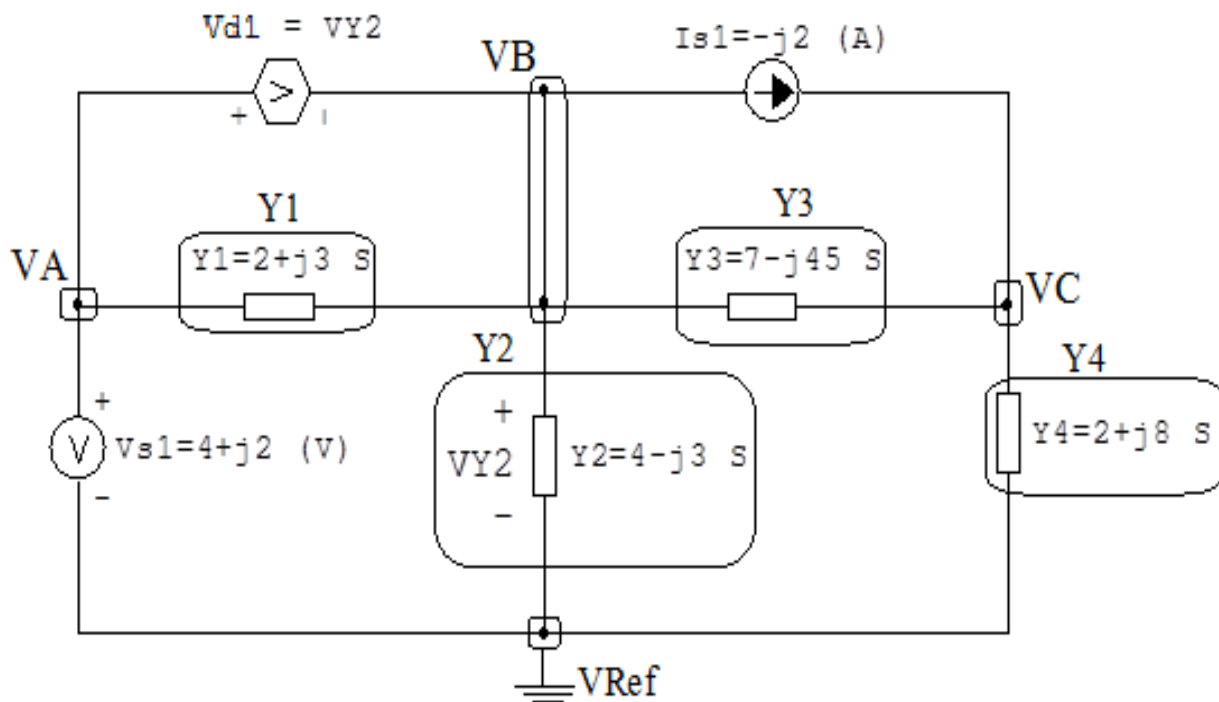 Vd1 = VY2
Is1=-j2 (A)
VB
+ -
Y1
Y3
Y1=2+j3 S
Y3=7-j45 S
VA
VC
Y2
Y4
+
+
V
Vs1=4+j2 (V)
VY2
Y2=4-j3 S
Y4=2+j8 S
-
-
VRef